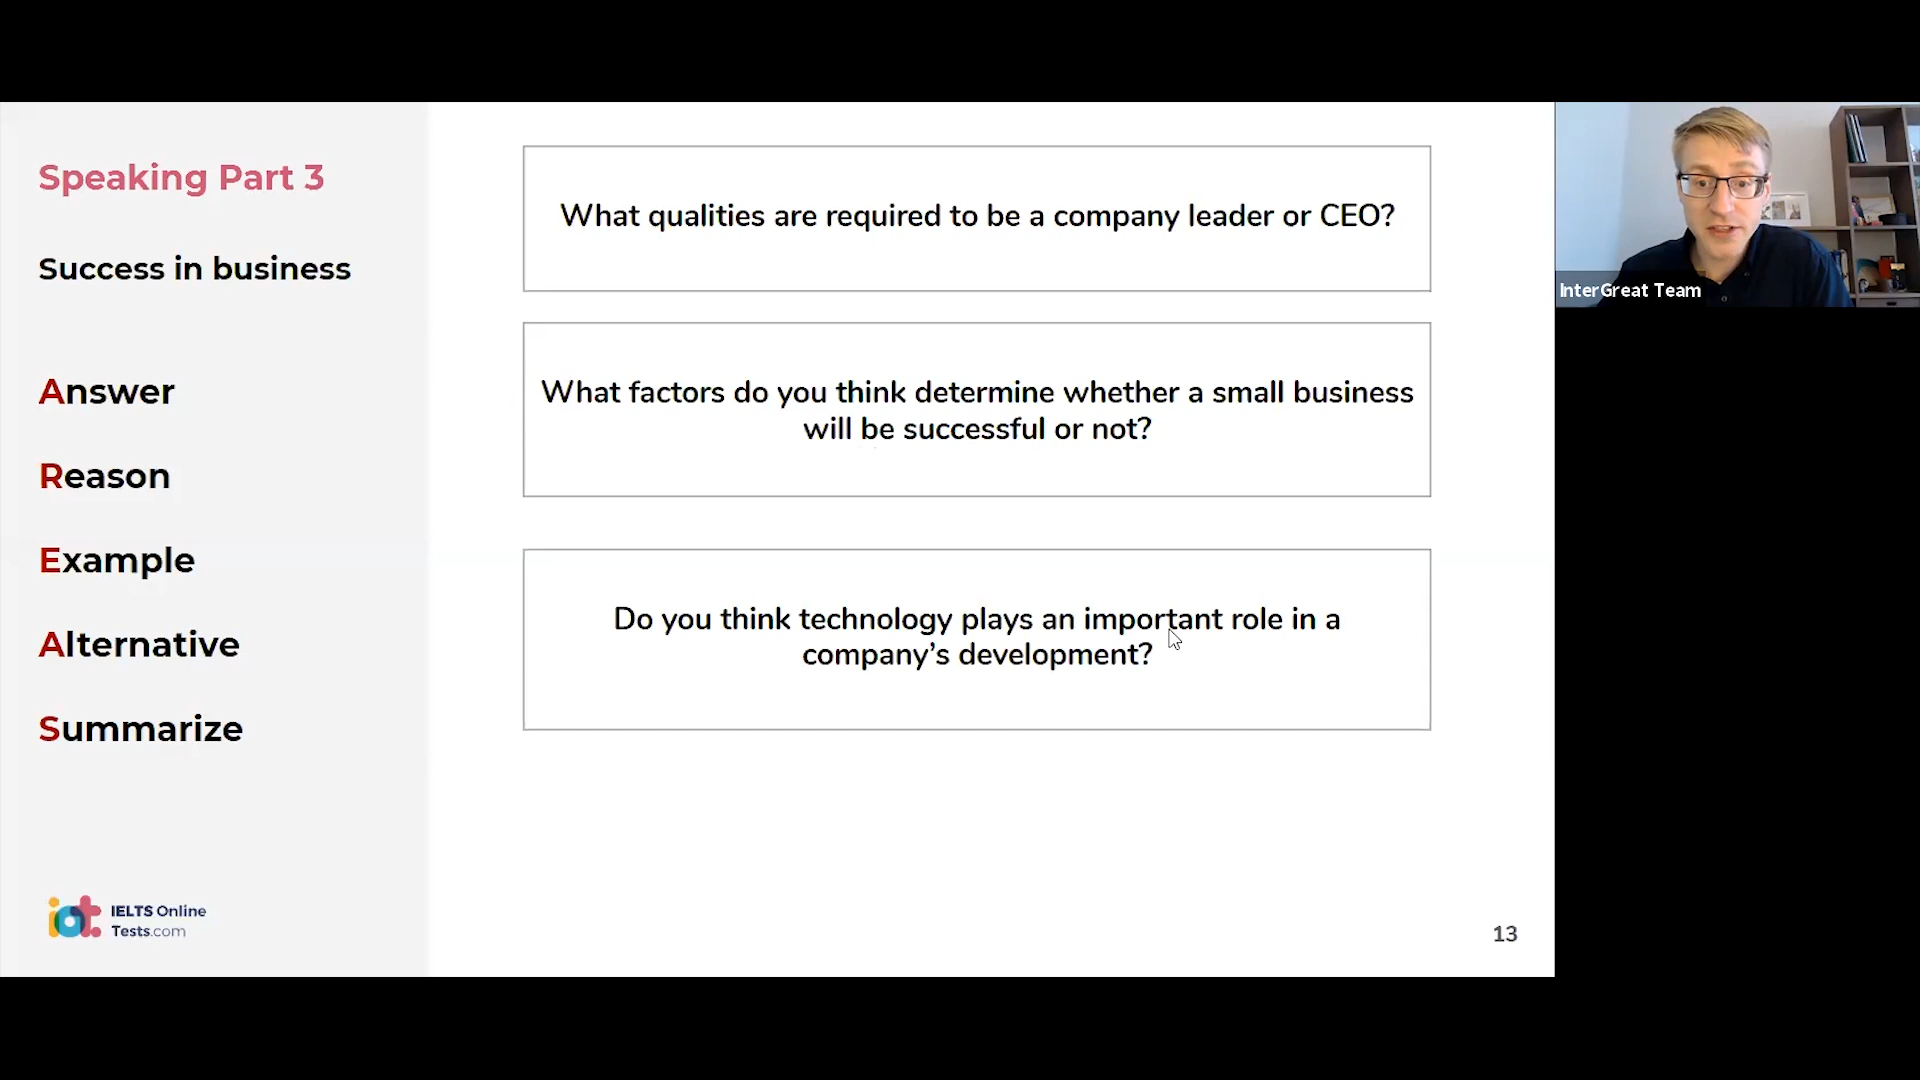 Speaking Part 3
Success in business
Answer
Reason
Example
Alternative
Summarize
iot IELTS Online
Tests.com
What qualities are required to be a company leader or CEO?
What factors do you think determine whether a small business
will be successful or not?
Do you think technology plays an important role in a
company’s development?
13
InterGreat Team